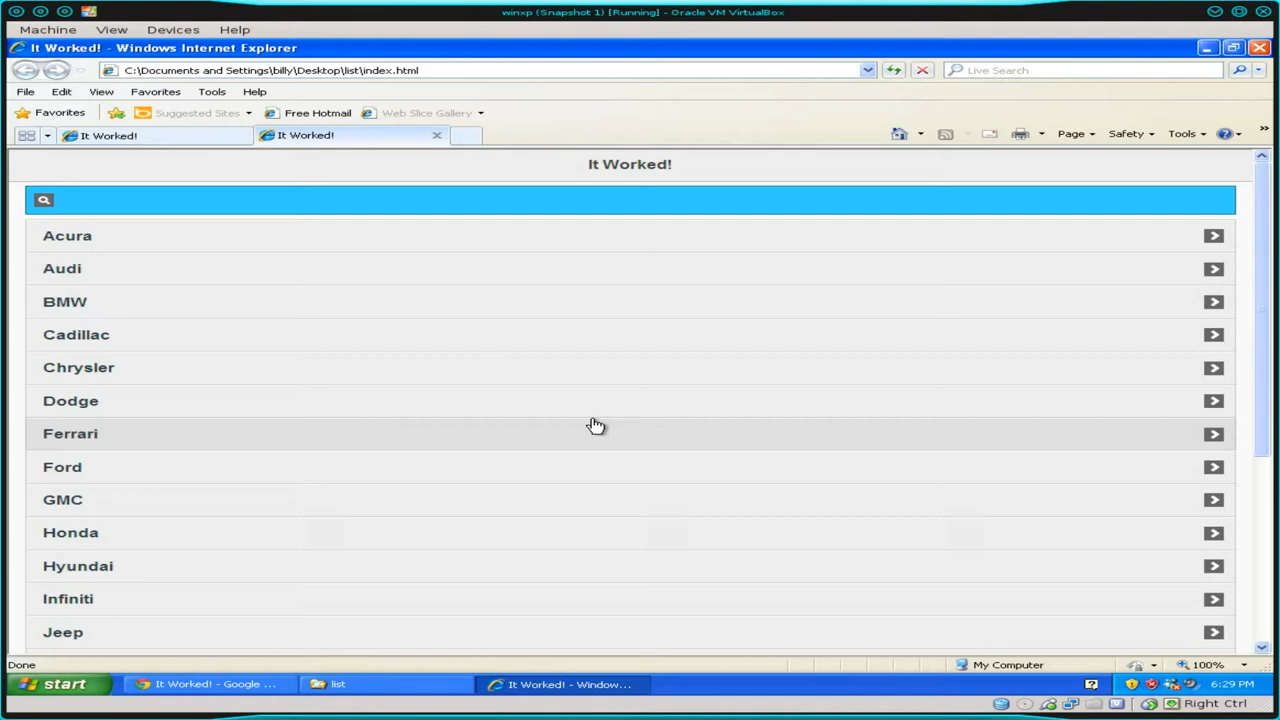 winxp (Snapshot 1) [Running] - Oracle VM VirtualBox
Machine View Devices Help
It Worked! - Windows Internet Explorer
C:\Documents and Settings\billy\Desktop\list\index.html
Live Search
File Edit View Favorites Tools Help
Favorites Suggested Sites Free Hotmail Web Slice Gallery
It Worked! It Worked! Page Safety Tools
It Worked!
Acura
Audi
BMW
Cadillac
Chrysler
Dodge
Ferrari
Ford
GMC
Honda
Hyundai
Infiniti
Jeep
Done My Computer 100%
start It Worked! - Google ... list It Worked! - Window... 6:29 PM
Right Ctrl